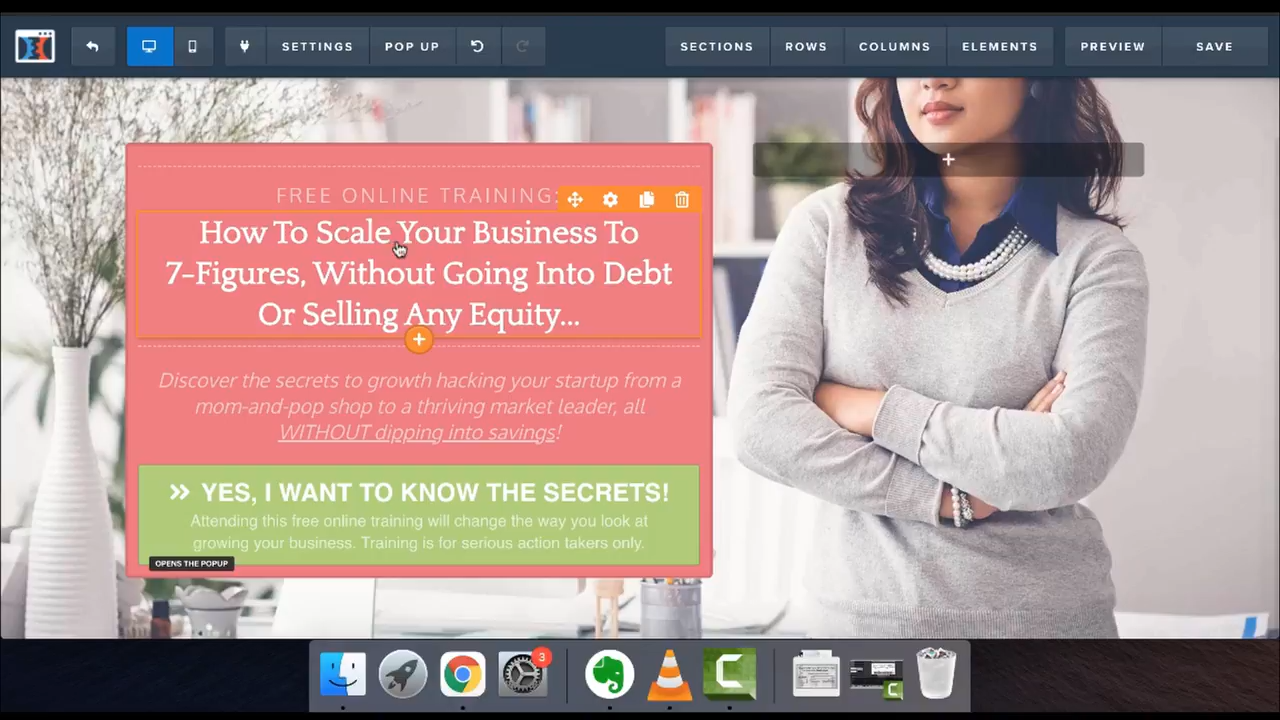 SETTINGS
POP UP
SECTIONS
ROWS
COLUMNS
ELEMENTS
PREVIEW
SAVE
FREE ONLINE TRAINING:
How To Scale Your Business To
7-Figures, Without Going Into Debt
Or Selling Any Equity...
Discover the secrets to growth hacking your startup from a
mom-and-pop shop to a thriving market leader, all
WITHOUT dipping into savings!
YES, I WANT TO KNOW THE SECRETS!
Attending this free online training will change the way you look at
growing your business. Training is for serious action takers only.
OPENS THE POPUP
3